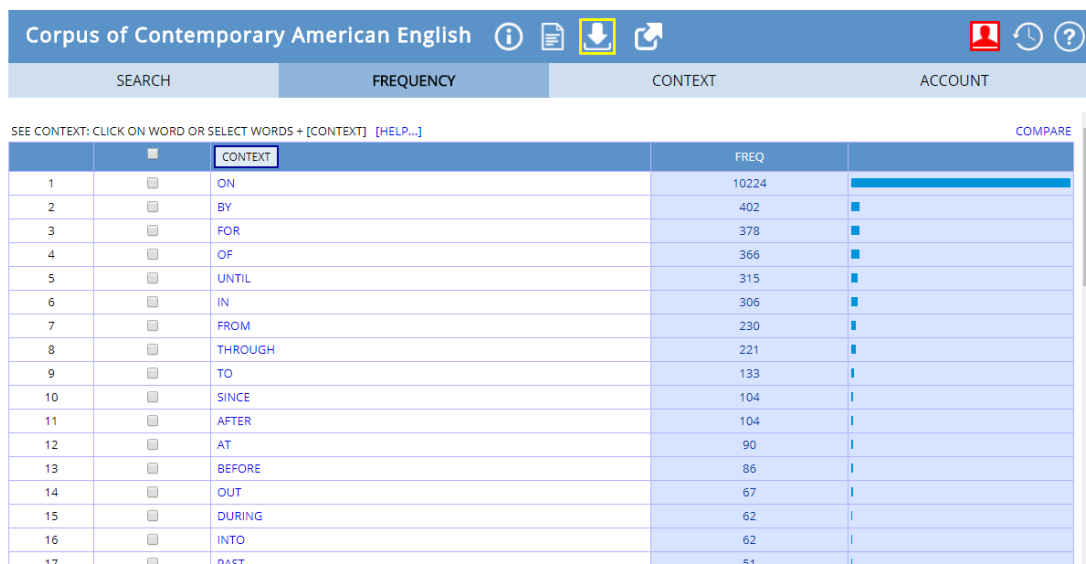 Corpus of Contemporary American English
SEARCH FREQUENCY CONTEXT ACCOUNT
SEE CONTEXT: CLICK ON WORD OR SELECT WORDS + [CONTEXT] [HELP...] COMPARE
CONTEXT FREQ
1 ON 10224
2 BY 402
3 FOR 378
4 OF 366
5 UNTIL 315
6 IN 306
7 FROM 230
8 THROUGH 221
9 TO 133
10 SINCE 104
11 AFTER 104
12 AT 90
13 BEFORE 86
14 OUT 67
15 DURING 62
16 INTO 62
17 PAST 51